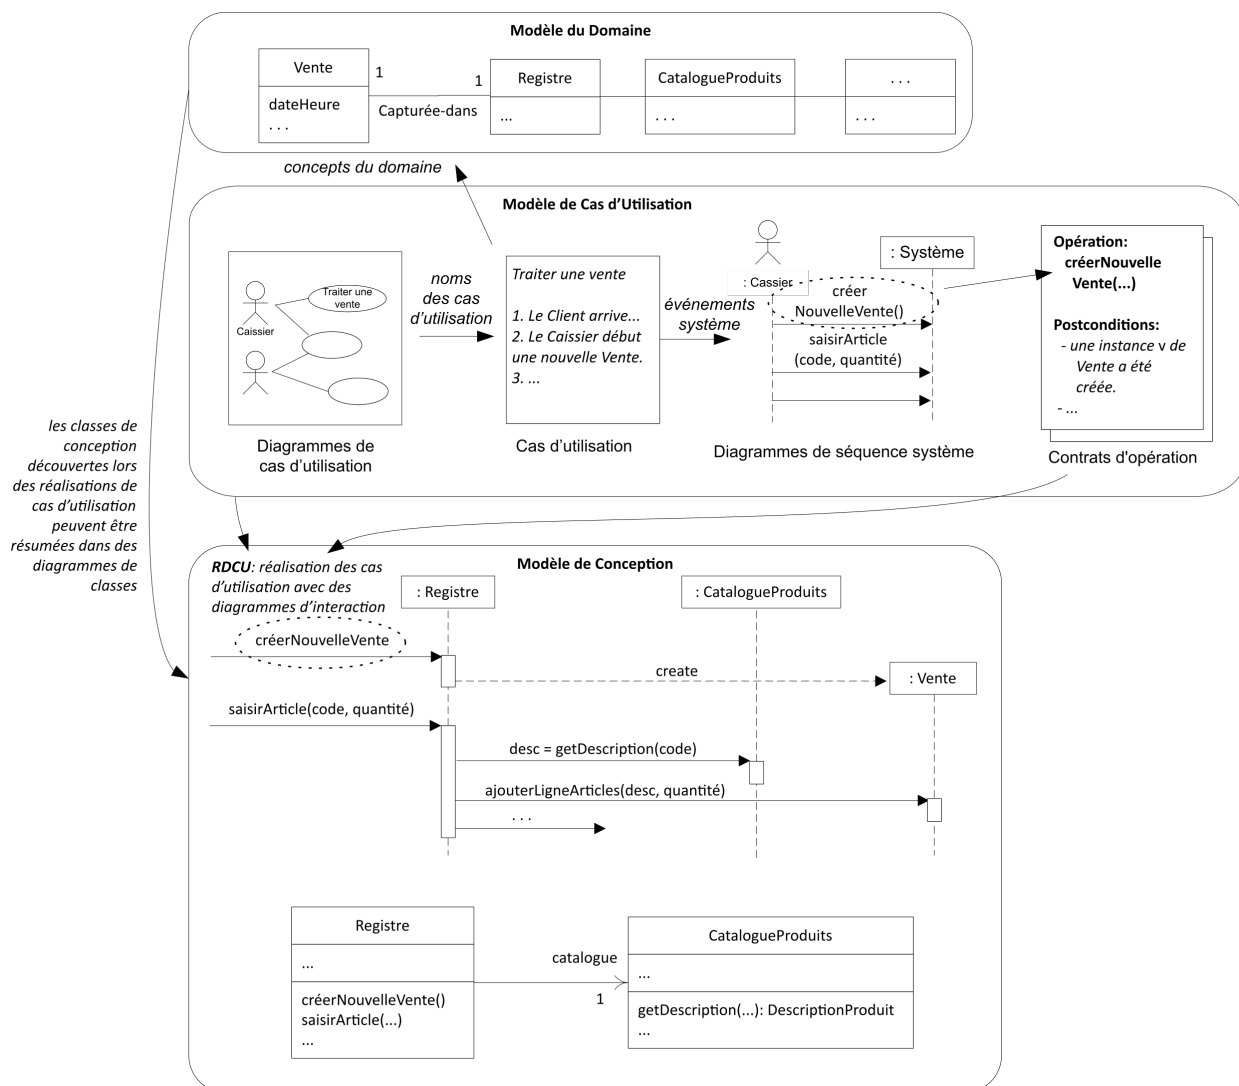 Modèle du Domaine
Vente
dateHeure
. . .
1
1
Capturée-dans
Registre
...
CatalogueProduits
. . .
. . .
. . .
concepts du domaine
Modèle de Cas d'Utilisation
Traiter une
vente
Caissier
Diagrammes de
cas d'utilisation
noms
des cas
d'utilisation
Traiter une vente
1. Le Client arrive...
2. Le Caissier début
une nouvelle Vente.
3. ...
Cas d'utilisation
événements
système
: Cassier
: Système
créer
NouvelleVente()
saisirArticle
(code, quantité)
Diagrammes de séquence système
Opération:
créerNouvelle
Vente(...)
Postconditions:
- une instance v de
Vente a été
créée.
- ...
Contrats d'opération
les classes de
conception
découvertes lors
des réalisations de
cas d'utilisation
peuvent être
résumées dans des
diagrammes de
classes
Modèle de Conception
RDCU: réalisation des cas
d'utilisation avec des
diagrammes d'interaction
: Registre
: CatalogueProduits
créerNouvelleVente
create
: Vente
saisirArticle(code, quantité)
desc = getDescription(code)
ajouterLigneArticles(desc, quantité)
. . .
Registre
...
créerNouvelleVente()
saisirArticle(...)
...
catalogue
1
CatalogueProduits
...
getDescription(...): DescriptionProduit
...